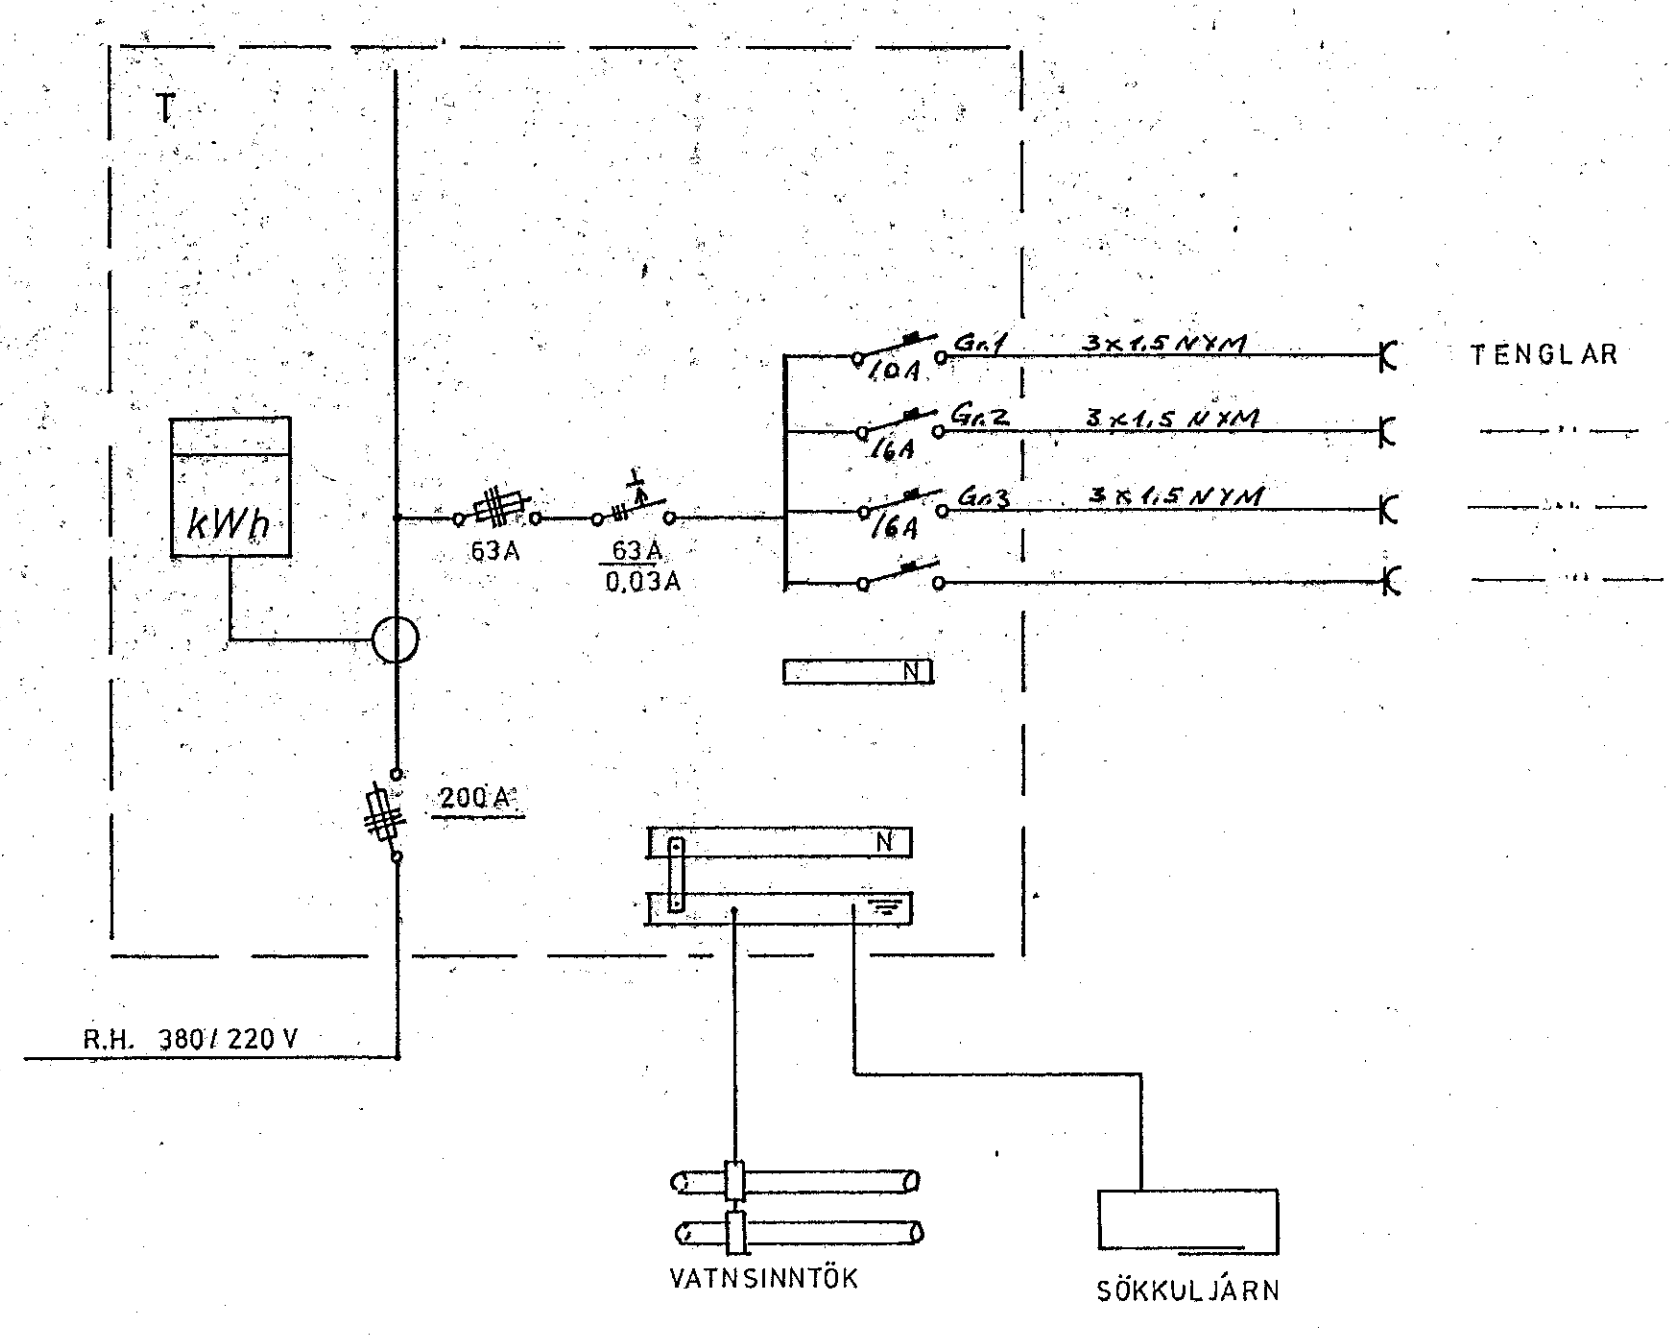 T
Gr.1 3x1.5 NYM
10A
TENGLAR
Gr.2 3x1,5 NYM
16A
— " —
kWh
Gr.3 3x1,5 NYM
16A
— " —
63A
63A
0,03A
— " —
N
200A
N
R.H. 380/220 V
VATNSINNTÖK
SÖKKULJÁRN